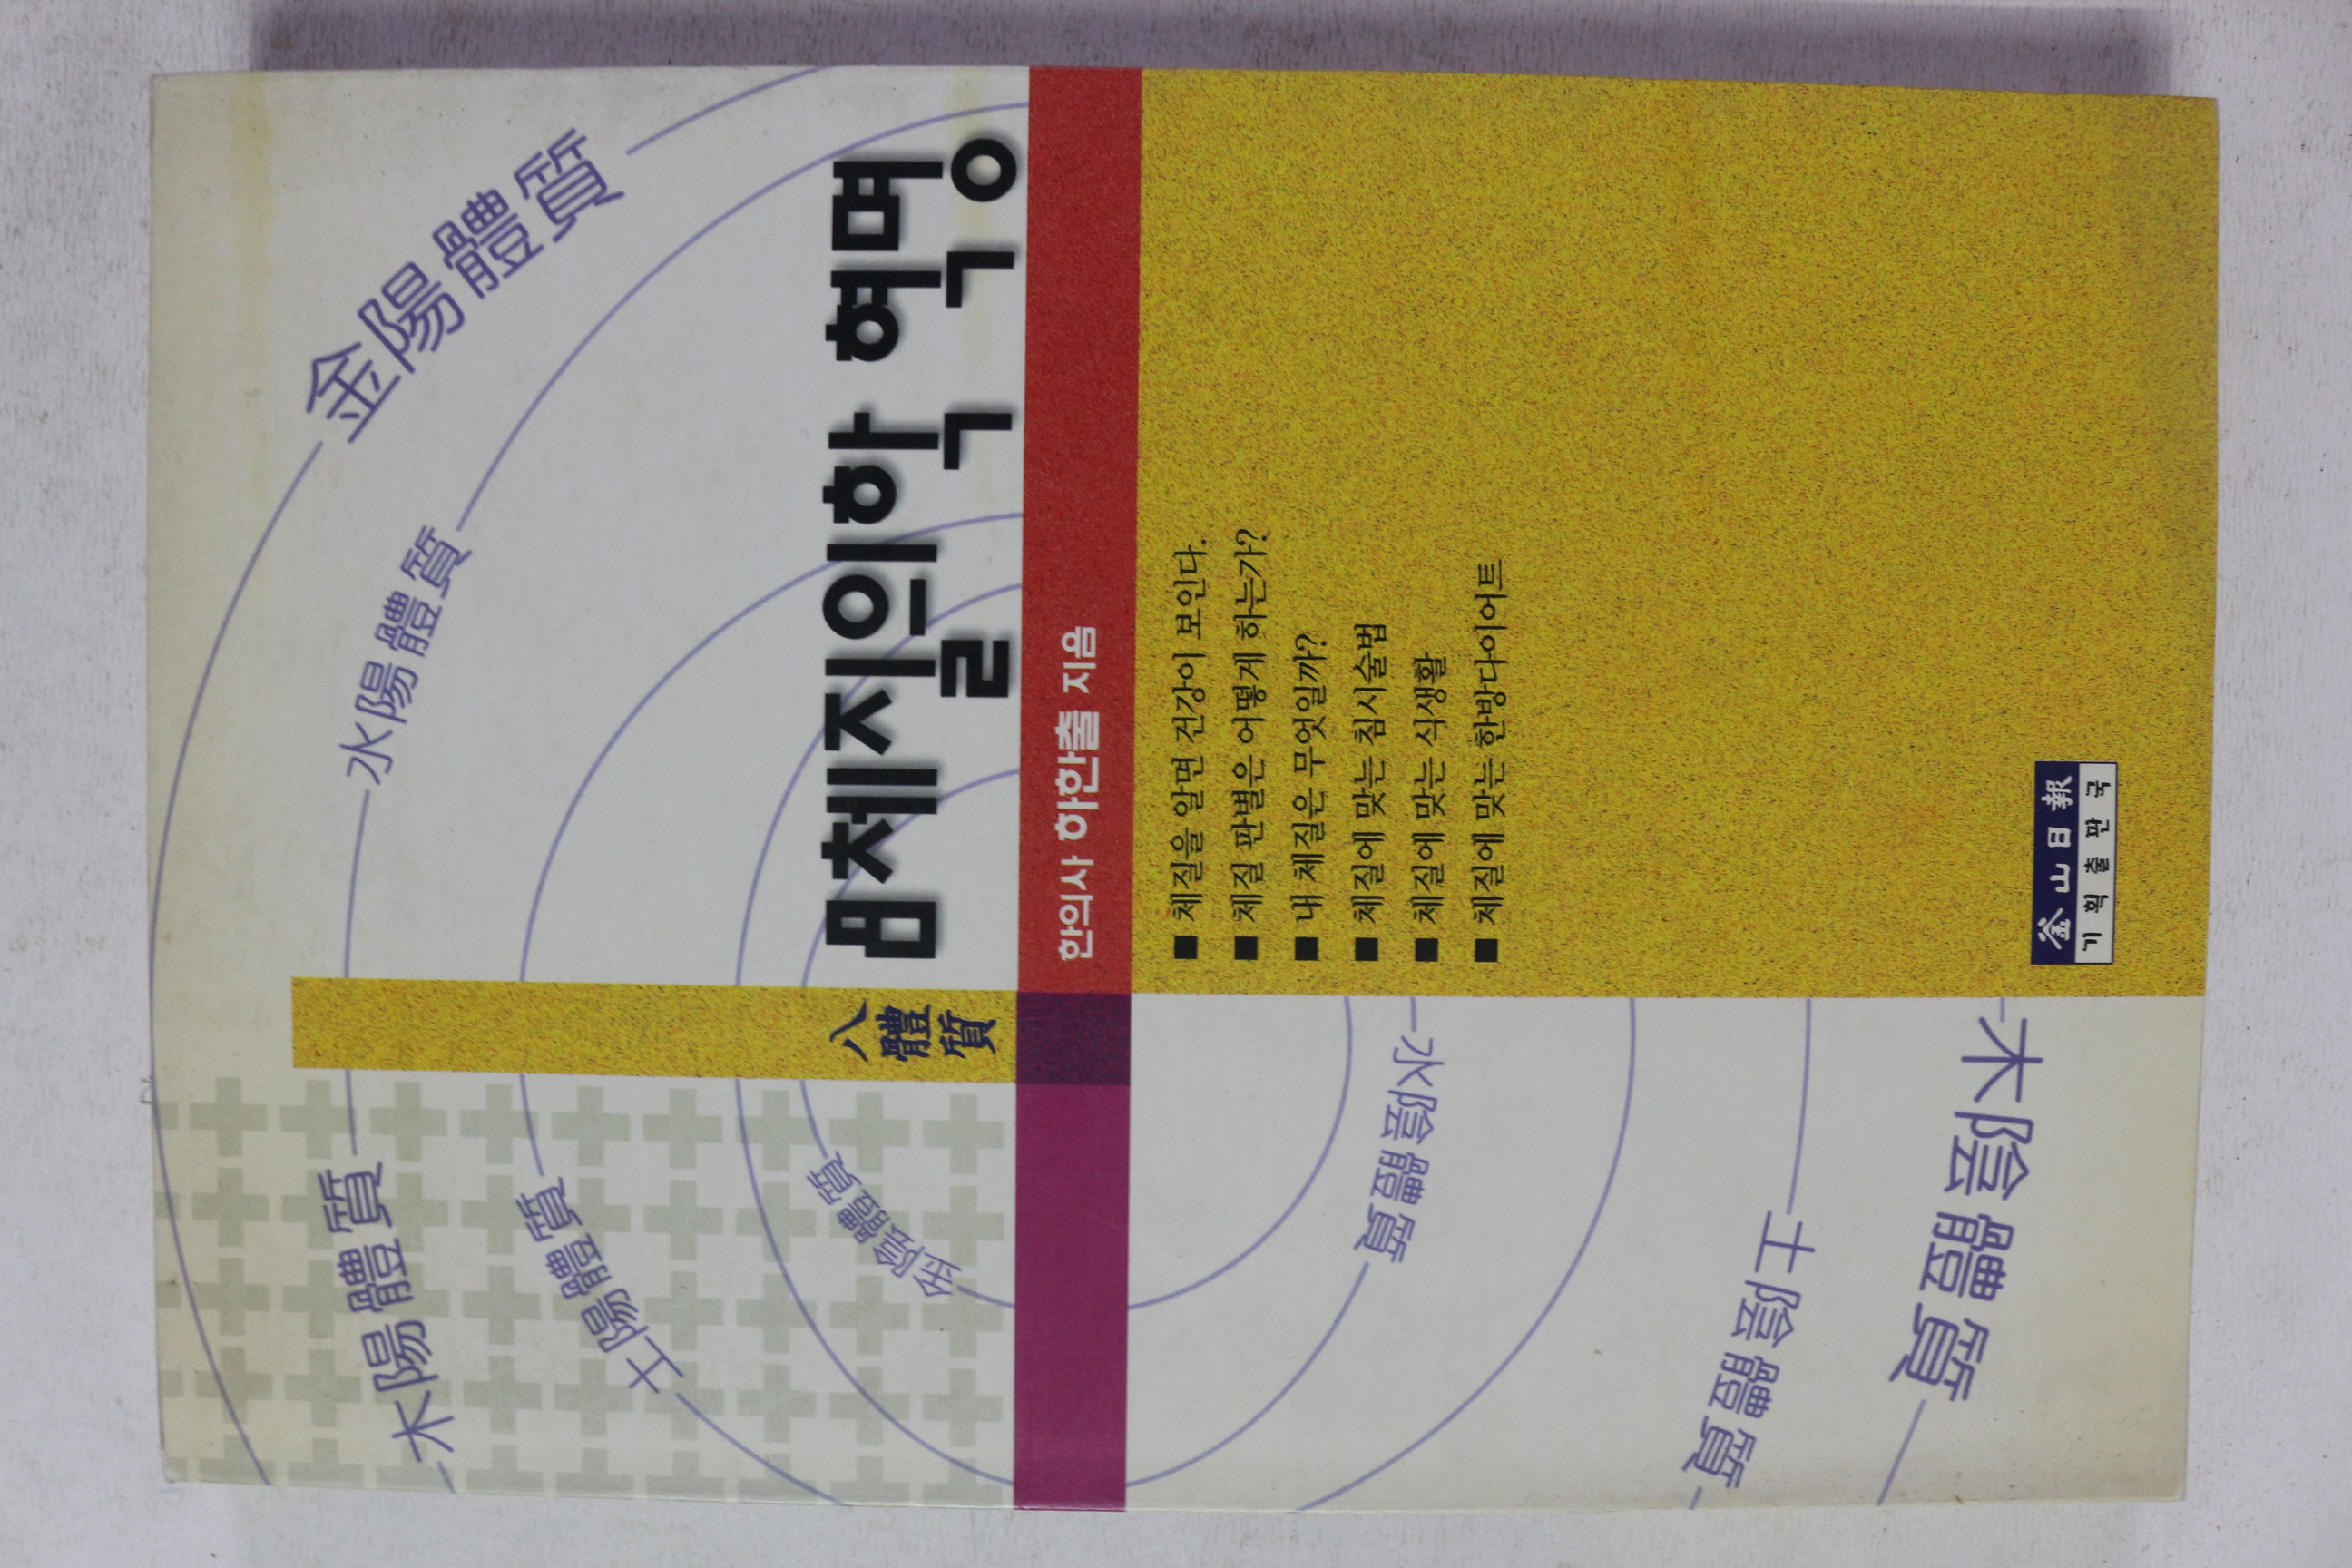 체질의학 혁명
八體質
한의사 하한출 지음
■ 체질을 알면 건강이 보인다.
■ 체질 판별은 어떻게 하는가?
■ 내 체질은 무엇일까?
■ 체질에 맞는 침시술법
■ 체질에 맞는 식생활
■ 체질에 맞는 한방다이어트
金陽體質
水陽體質
木陽體質
土陽體質
金陰體質
水陰體質
土陰體質
木陰體質
釜山日報
기획출판국